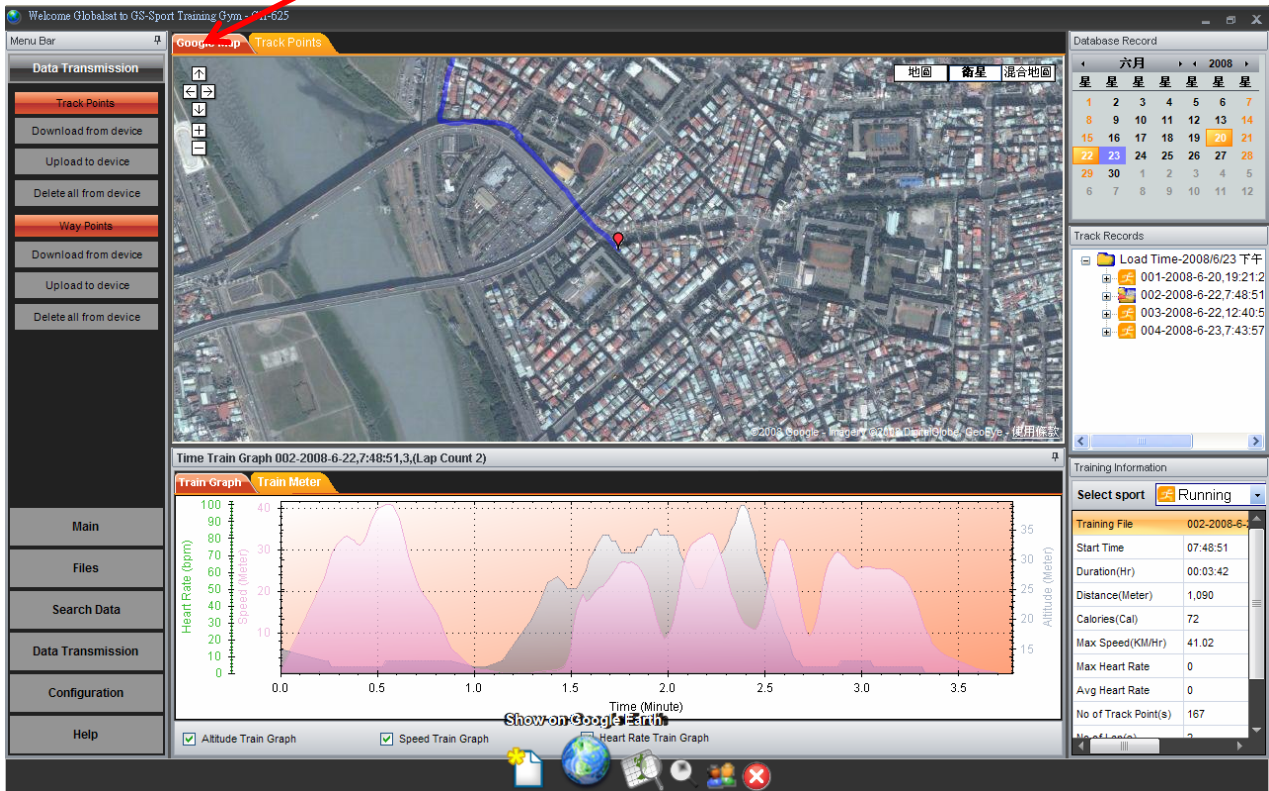 Welcome Globalsat to GS-Sport Training Gym - GH-625
Menu Bar
Data Transmission
Track Points
Download from device
Upload to device
Delete all from device
Way Points
Download from device
Upload to device
Delete all from device
Main
Files
Search Data
Data Transmission
Configuration
Help
Google Map
Track Points
地圖
衛星
混合地圖
©2008 Google - Imagery ©2008 DigitalGlobe, GeoEye - 使用條款
Time Train Graph 002-2008-6-22,7:48:51,3,(Lap Count 2)
Train Graph
Train Meter
Heart Rate (bpm)
100
90
80
70
60
50
40
30
20
10
0
Speed (Meter)
40
30
20
10
Altitude (Meter)
35
30
25
20
15
0.0 0.5 1.0 1.5 2.0 2.5 3.0 3.5
Time (Minute)
Show on Google Earth
Altitude Train Graph
Speed Train Graph
Heart Rate Train Graph
Database Record
六月 2008
星 星 星 星 星 星 星
1 2 3 4 5 6 7
8 9 10 11 12 13 14
15 16 17 18 19 20 21
22 23 24 25 26 27 28
29 30 1 2 3 4 5
6 7 8 9 10 11 12
Track Records
Load Time-2008/6/23 下午
001-2008-6-20,19:21:2
002-2008-6-22,7:48:51
003-2008-6-22,12:40:5
004-2008-6-23,7:43:57
Training Information
Select sport Running
Training File 002-2008-6-2
Start Time 07:48:51
Duration(Hr) 00:03:42
Distance(Meter) 1,090
Calories(Cal) 72
Max Speed(KM/Hr) 41.02
Max Heart Rate 0
Avg Heart Rate 0
No of Track Point(s) 167
No of Lap(s) 2